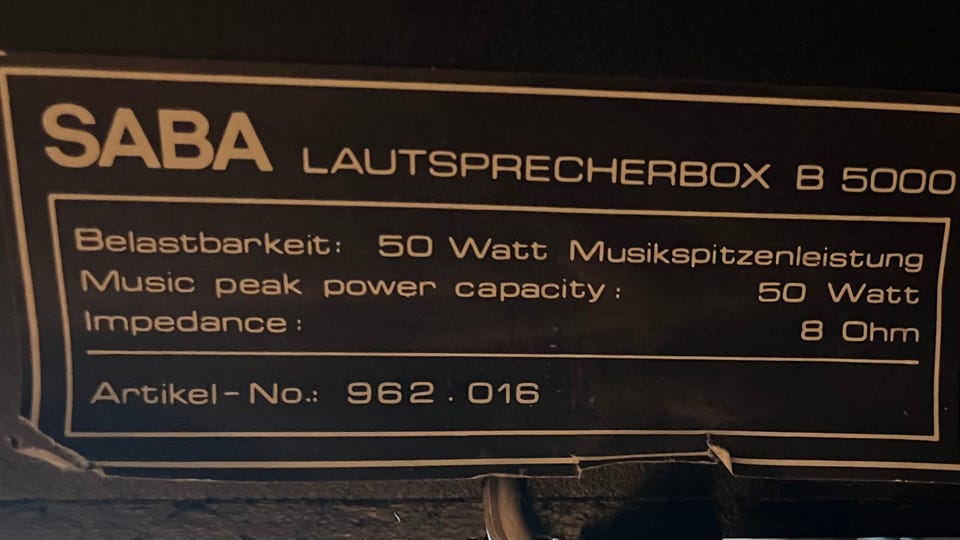 SABA LAUTSPRECHERBOX B 5000
Belastbarkeit: 50 Watt Musikspitzenleistung
Music peak power capacity: 50 Watt
Impedance: 8 Ohm
Artikel-No.: 962.016